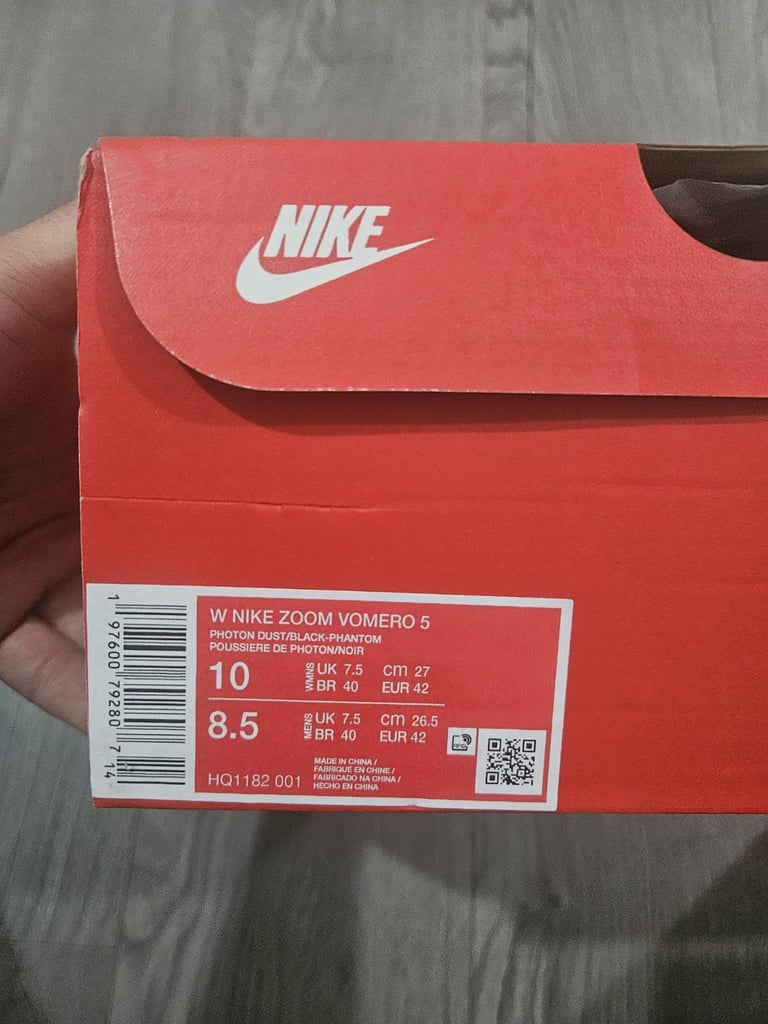 NIKE
W NIKE ZOOM VOMERO 5
PHOTON DUST/BLACK-PHANTOM
POUSSIERE DE PHOTON/NOIR
10 WMNS UK 7.5 cm 27
BR 40 EUR 42
8.5 MENS UK 7.5 cm 26.5
BR 40 EUR 42
HQ1182 001
MADE IN CHINA /
FABRIQUE EN CHINE /
FABRICADO NA CHINA /
HECHO EN CHINA
RFID
1 97600 79280 7 14